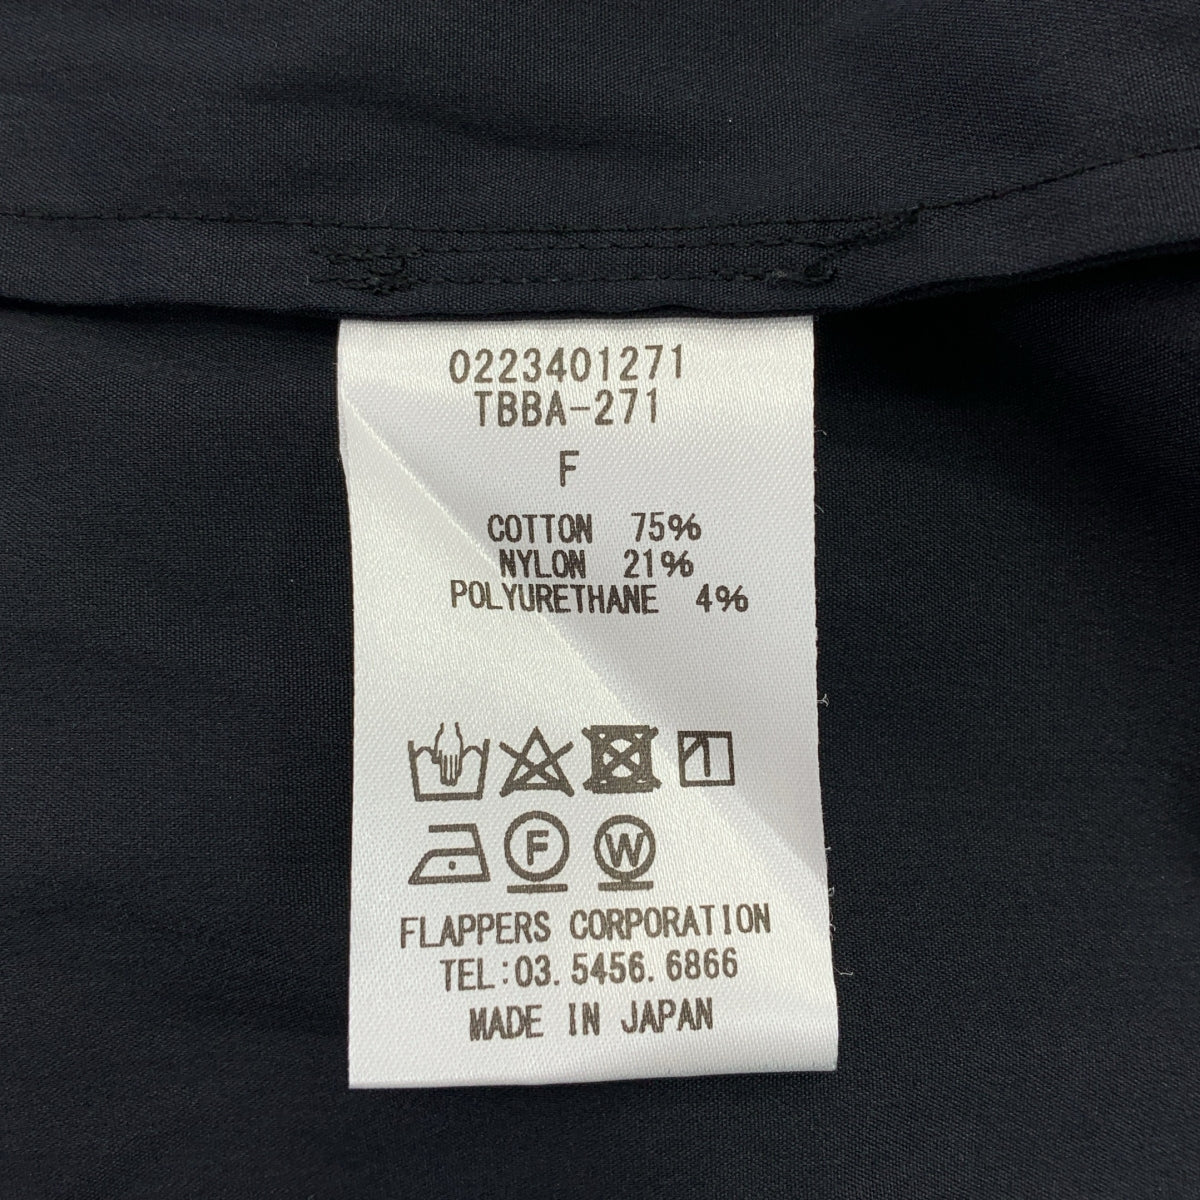 0223401271
TBBA-271
F
COTTON 75%
NYLON 21%
POLYURETHANE 4%
F W
FLAPPERS CORPORATION
TEL:03.5456.6866
MADE IN JAPAN